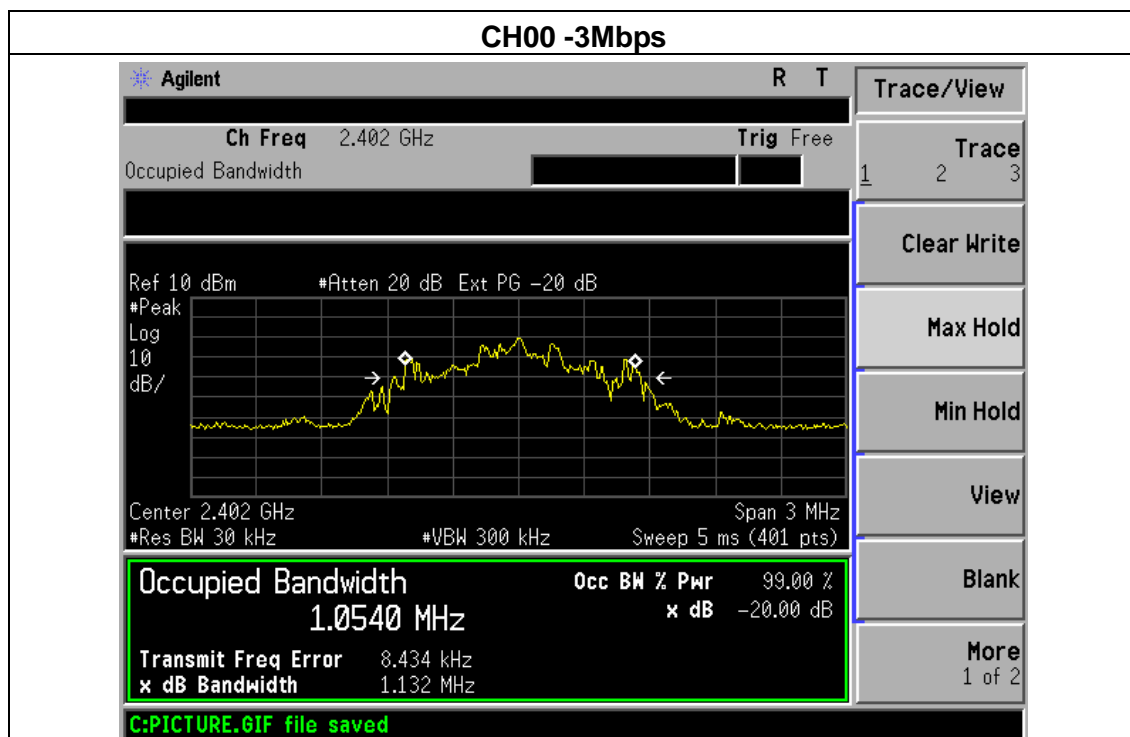 CH00 -3Mbps
Agilent R T
Ch Freq 2.402 GHz Trig Free
Occupied Bandwidth
Ref 10 dBm #Atten 20 dB Ext PG -20 dB
#Peak
Log
10
dB/
Center 2.402 GHz Span 3 MHz
#Res BW 30 kHz #VBW 300 kHz Sweep 5 ms (401 pts)
Occupied Bandwidth Occ BW % Pwr 99.00 %
1.0540 MHz x dB -20.00 dB
Transmit Freq Error 8.434 kHz
x dB Bandwidth 1.132 MHz
C:PICTURE.GIF file saved
Trace/View
Trace
1 2 3
Clear Write
Max Hold
Min Hold
View
Blank
More
1 of 2